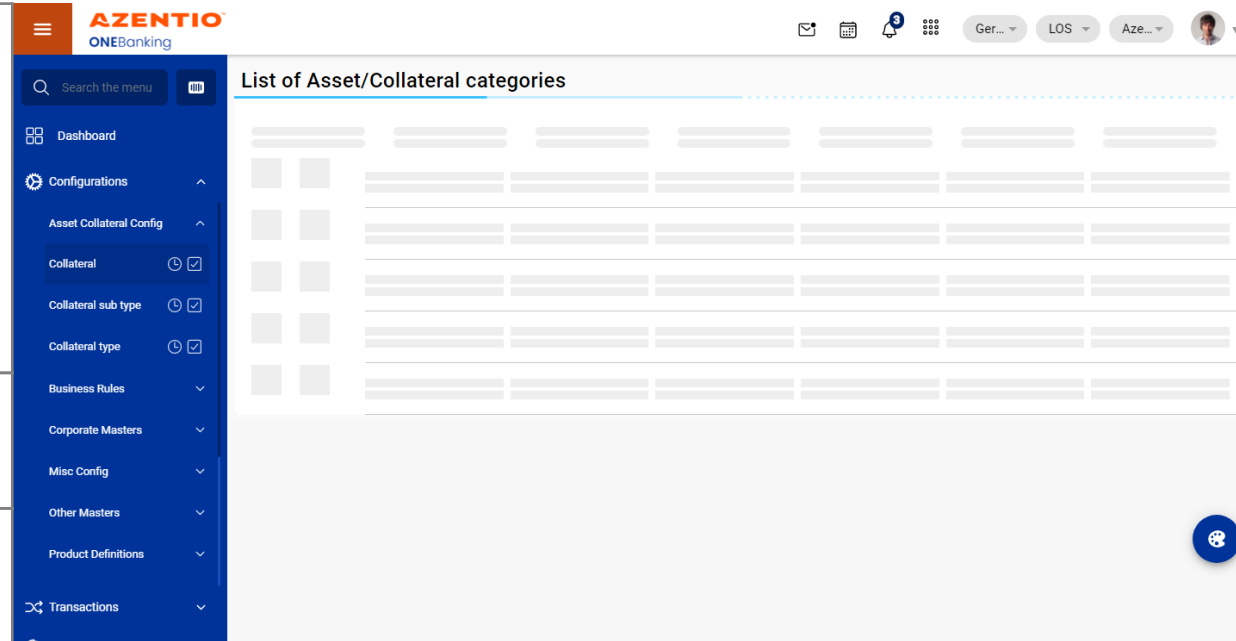 AZENTIO
ONEBanking
3
Ger...
LOS
Aze...
Search the menu
List of Asset/Collateral categories
Dashboard
Configurations
Asset Collateral Config
Collateral
Collateral sub type
Collateral type
Business Rules
Corporate Masters
Misc Config
Other Masters
Product Definitions
Transactions